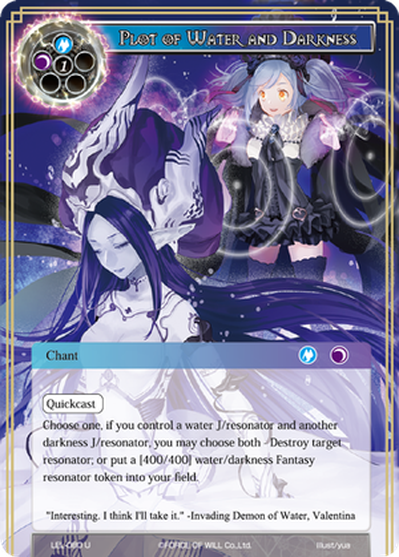 Plot of Water and Darkness
1
Chant
Quickcast
Choose one, if you control a water J/resonator and another
darkness J/resonator, you may choose both - Destroy target
resonator; or put a [400/400] water/darkness Fantasy
resonator token into your field.
"Interesting. I think I'll take it." -Invading Demon of Water, Valentina
U ©FORCE OF WILL Co.,Ltd. Illust/yua